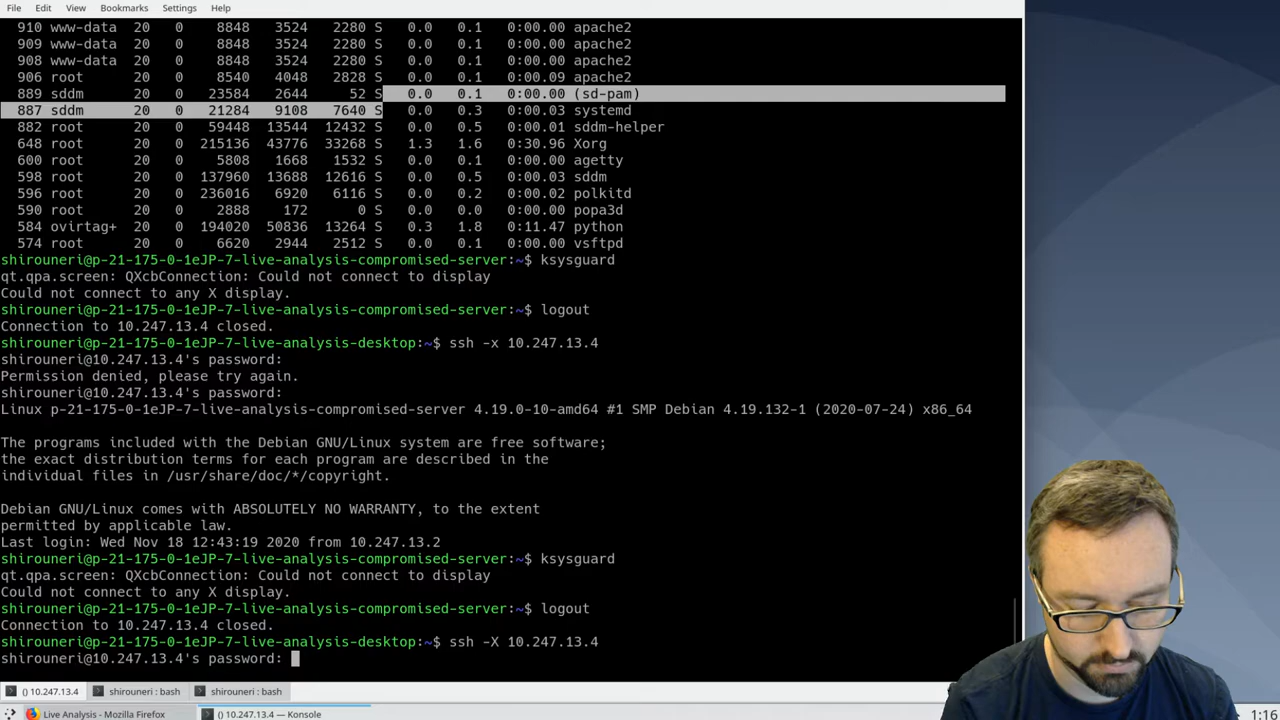 File Edit View Bookmarks Settings Help
910 www-data 20 0 8848 3524 2280 S 0.0 0.1 0:00.00 apache2
909 www-data 20 0 8848 3524 2280 S 0.0 0.1 0:00.00 apache2
908 www-data 20 0 8848 3524 2280 S 0.0 0.1 0:00.00 apache2
906 root 20 0 8540 4048 2828 S 0.0 0.1 0:00.09 apache2
889 sddm 20 0 23584 2644 52 S 0.0 0.1 0:00.00 (sd-pam)
887 sddm 20 0 21284 9108 7640 S 0.0 0.3 0:00.03 systemd
882 root 20 0 59448 13544 12432 S 0.0 0.5 0:00.01 sddm-helper
648 root 20 0 215136 43776 33268 S 1.3 1.6 0:30.96 Xorg
600 root 20 0 5808 1668 1532 S 0.0 0.1 0:00.00 agetty
598 root 20 0 137960 13688 12616 S 0.0 0.5 0:00.03 sddm
596 root 20 0 236016 6920 6116 S 0.0 0.2 0:00.02 polkitd
590 root 20 0 2888 172 0 S 0.0 0.0 0:00.00 popa3d
584 ovirtag+ 20 0 194020 50836 13264 S 0.3 1.8 0:11.47 python
574 root 20 0 6620 2944 2512 S 0.0 0.1 0:00.00 vsftpd
shirouneri@p-21-175-0-1eJP-7-live-analysis-compromised-server:~$ ksysguard
qt.qpa.screen: QXcbConnection: Could not connect to display
Could not connect to any X display.
shirouneri@p-21-175-0-1eJP-7-live-analysis-compromised-server:~$ logout
Connection to 10.247.13.4 closed.
shirouneri@p-21-175-0-1eJP-7-live-analysis-desktop:~$ ssh -x 10.247.13.4
shirouneri@10.247.13.4's password:
Permission denied, please try again.
shirouneri@10.247.13.4's password:
Linux p-21-175-0-1eJP-7-live-analysis-compromised-server 4.19.0-10-amd64 #1 SMP Debian 4.19.132-1 (2020-07-24) x86_64
The programs included with the Debian GNU/Linux system are free software;
the exact distribution terms for each program are described in the
individual files in /usr/share/doc/*/copyright.
Debian GNU/Linux comes with ABSOLUTELY NO WARRANTY, to the extent
permitted by applicable law.
Last login: Wed Nov 18 12:43:19 2020 from 10.247.13.2
shirouneri@p-21-175-0-1eJP-7-live-analysis-compromised-server:~$ ksysguard
qt.qpa.screen: QXcbConnection: Could not connect to display
Could not connect to any X display.
shirouneri@p-21-175-0-1eJP-7-live-analysis-compromised-server:~$ logout
Connection to 10.247.13.4 closed.
shirouneri@p-21-175-0-1eJP-7-live-analysis-desktop:~$ ssh -X 10.247.13.4
shirouneri@10.247.13.4's password:
() 10.247.13.4 shirouneri : bash shirouneri : bash
Live Analysis - Mozilla Firefox () 10.247.13.4 — Konsole 1:16